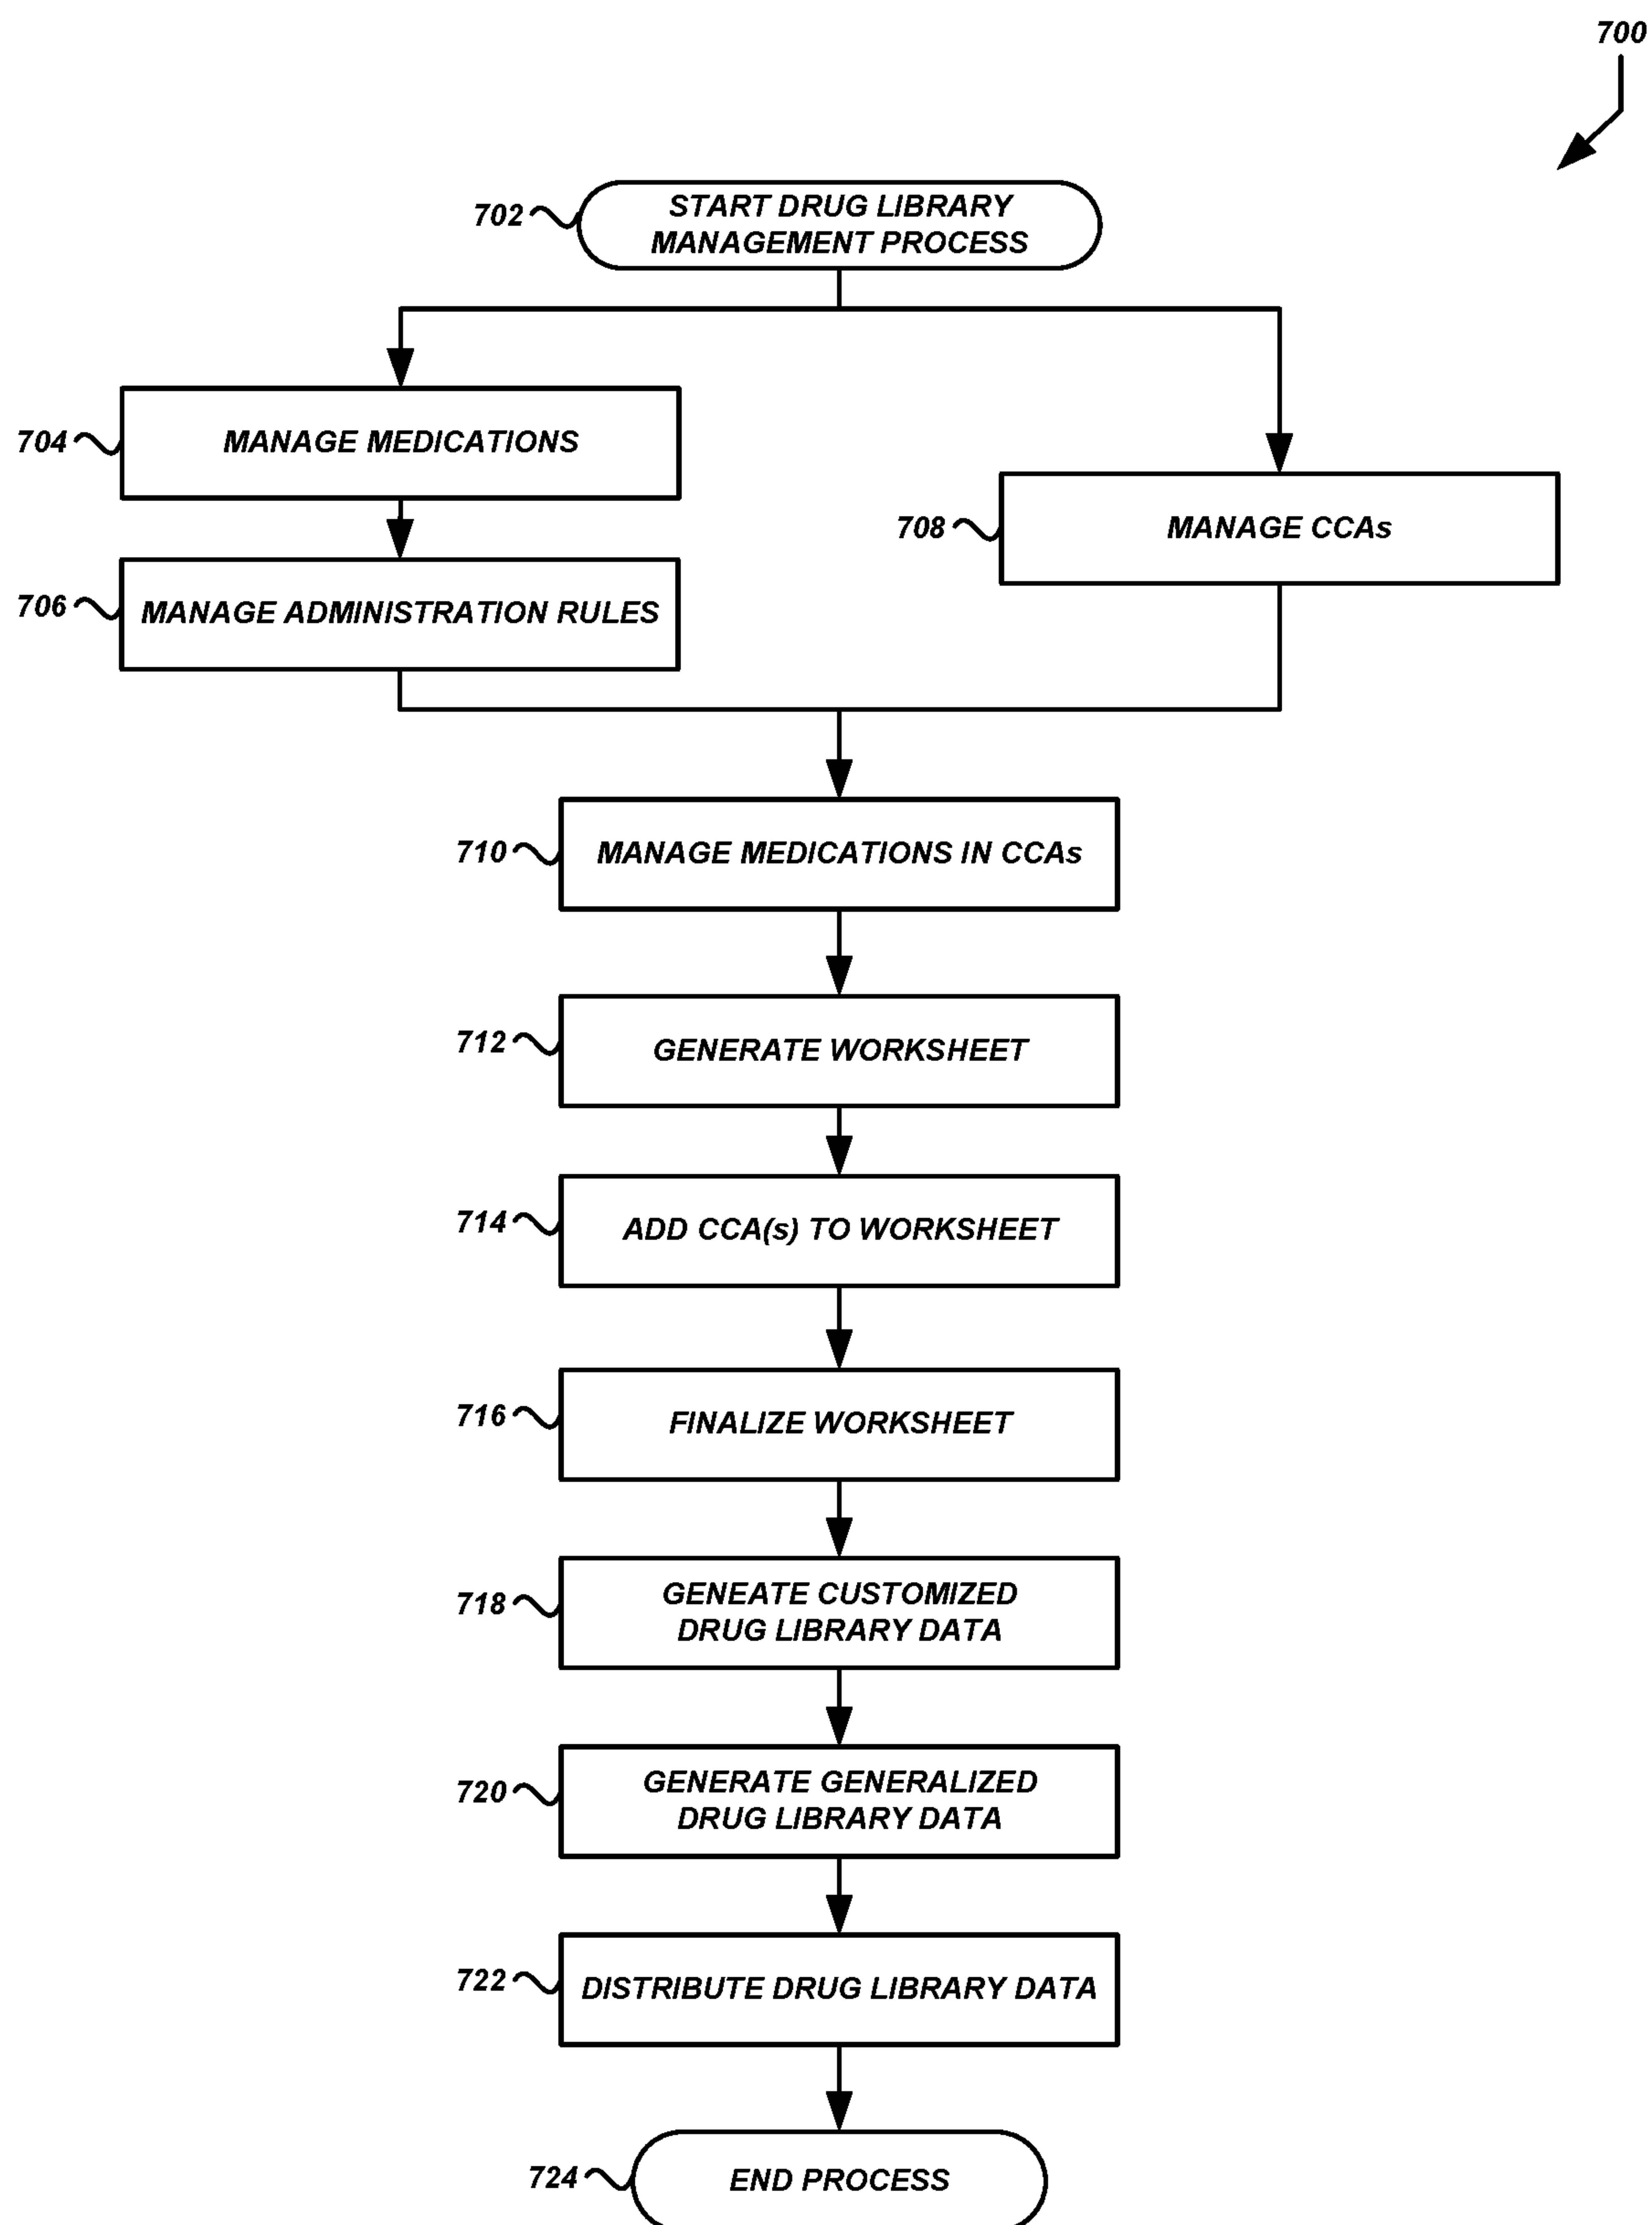 700
702
START DRUG LIBRARY
MANAGEMENT PROCESS
704
MANAGE MEDICATIONS
708
MANAGE CCAs
706
MANAGE ADMINISTRATION RULES
710
MANAGE MEDICATIONS IN CCAs
712
GENERATE WORKSHEET
714
ADD CCA(s) TO WORKSHEET
716
FINALIZE WORKSHEET
718
GENEATE CUSTOMIZED
DRUG LIBRARY DATA
720
GENERATE GENERALIZED
DRUG LIBRARY DATA
722
DISTRIBUTE DRUG LIBRARY DATA
724
END PROCESS